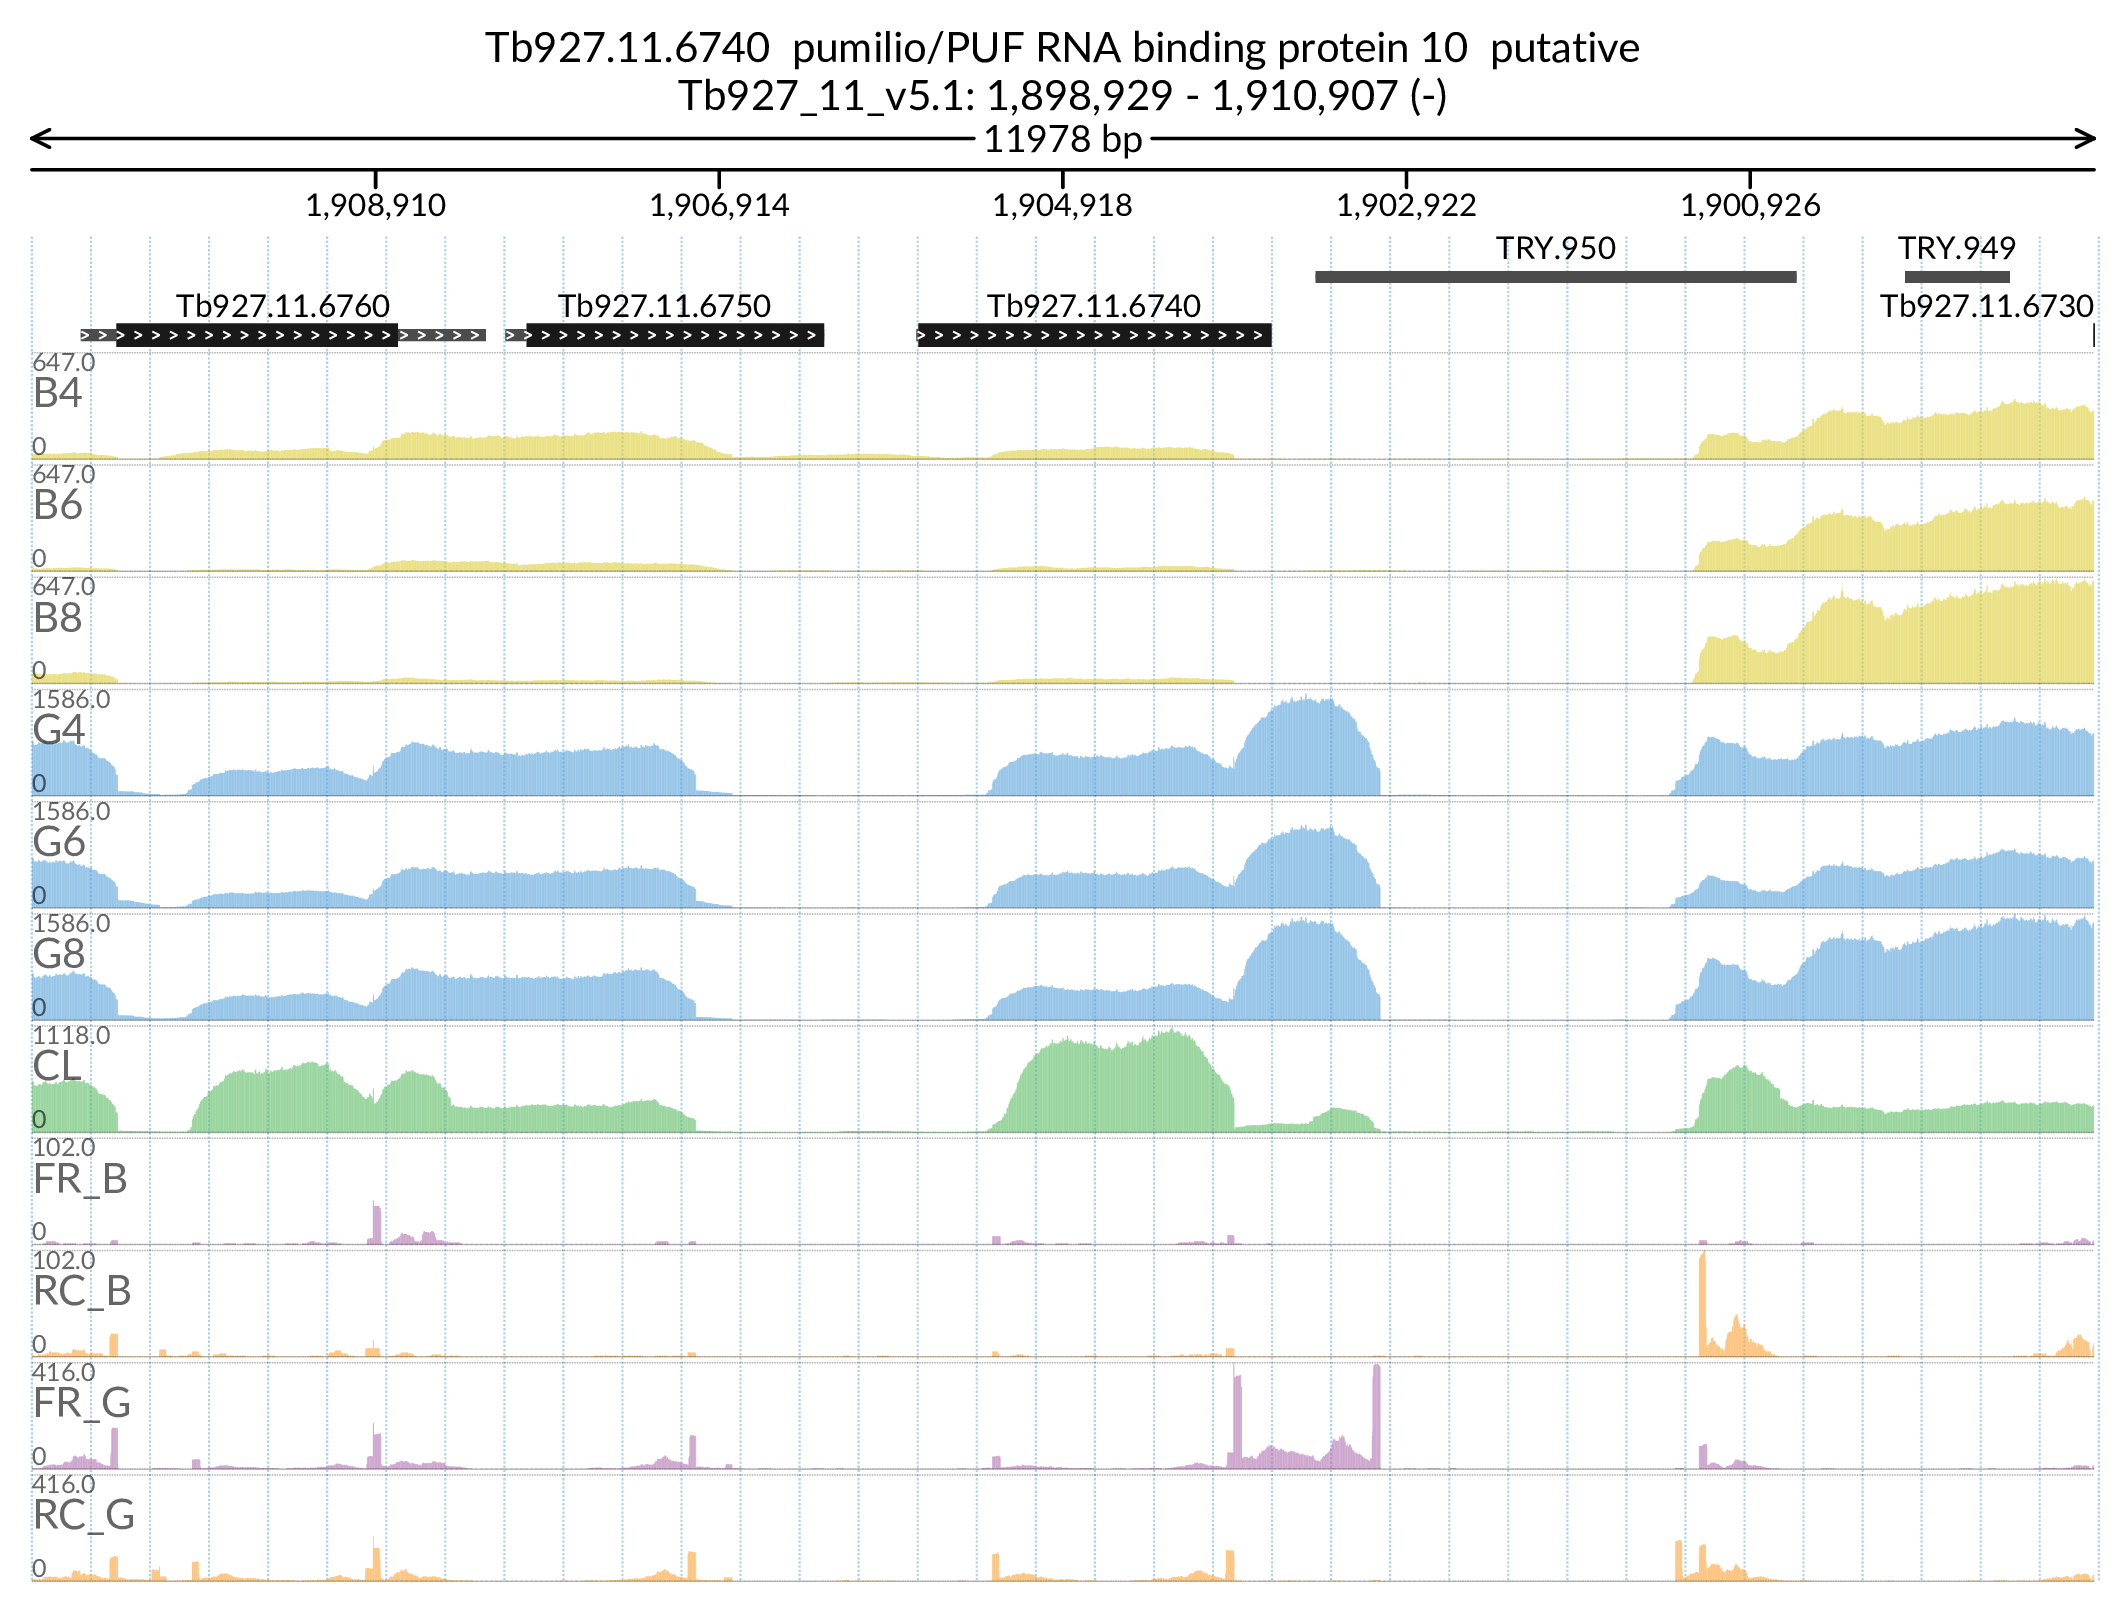 Tb927.11.6740  pumilio/PUF RNA binding protein 10  putative
Tb927_11_v5.1: 1,898,929 - 1,910,907 (-)
11978 bp
1,908,910 1,906,914 1,904,918 1,902,922 1,900,926
TRY.950 TRY.949
Tb927.11.6760 Tb927.11.6750 Tb927.11.6740 Tb927.11.6730
647.0
B4
0
647.0
B6
0
647.0
B8
0
1586.0
G4
0
1586.0
G6
0
1586.0
G8
0
1118.0
CL
0
102.0
FR_B
0
102.0
RC_B
0
416.0
FR_G
0
416.0
RC_G
0